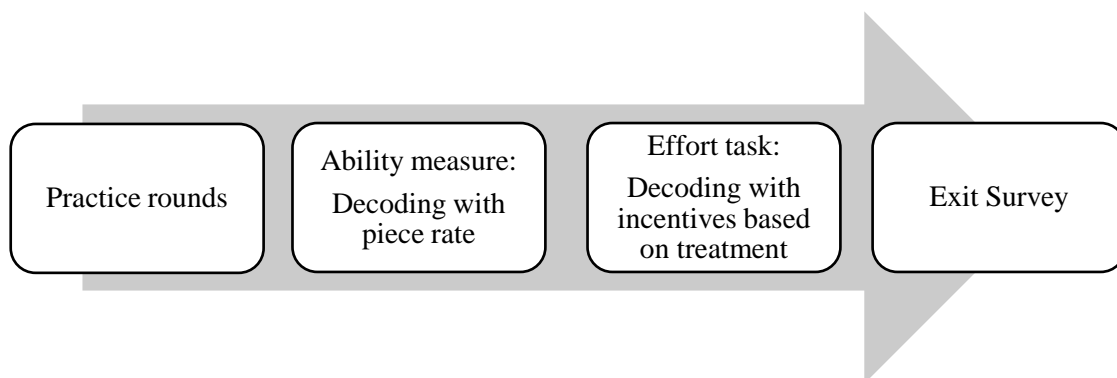 Practice rounds
Ability measure:
Decoding with
piece rate
Effort task:
Decoding with
incentives based
on treatment
Exit Survey